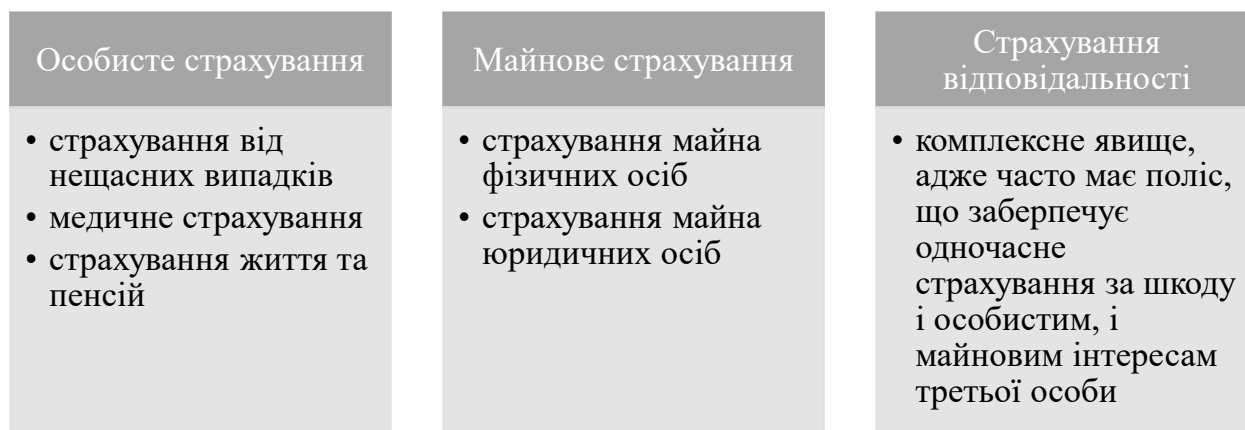 Особисте страхування
• страхування від
нещасних випадків
• медичне страхування
• страхування життя та
пенсій
Майнове страхування
• страхування майна
фізичних осіб
• страхування майна
юридичних осіб
Страхування
відповідальності
• комплексне явище,
адже часто має поліс,
що заберпечує
одночасне
страхування за шкоду
і особистим, і
майновим інтересам
третьої особи